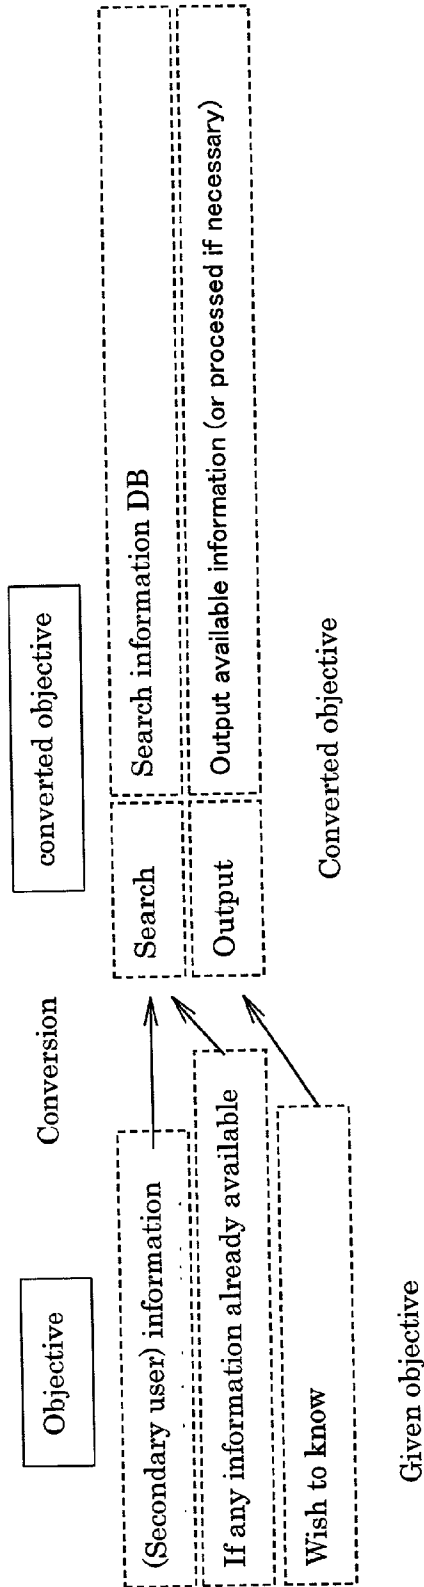 Objective
Conversion
converted objective
(Secondary user) information
If any information already available
Wish to know
Given objective
Search
Search information DB
Output
Output available information (or processed if necessary)
Converted objective